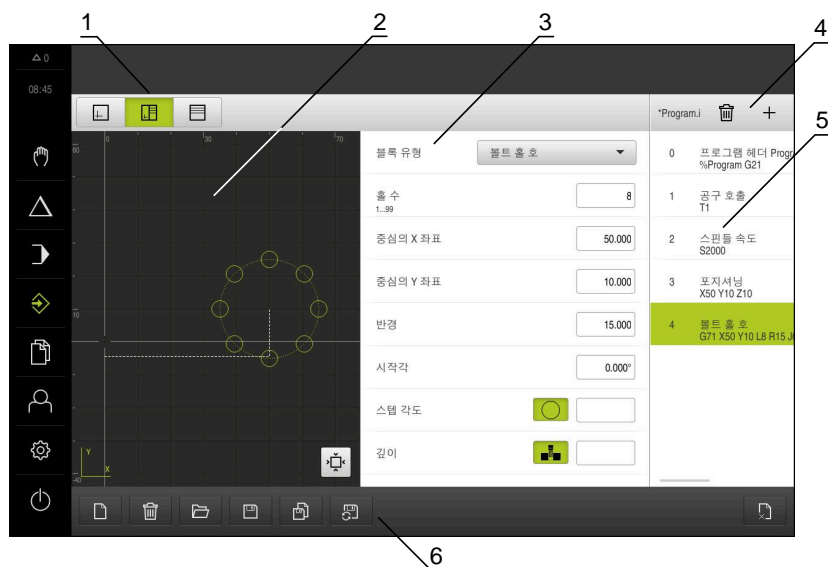 1
2
3
4
5
6
0
08:45
*Program.i
0
30
70
80
10
-40
Y
X
블록 유형
볼트 홀 호
홀 수
1...99
8
중심의 X 좌표
50.000
중심의 Y 좌표
10.000
반경
15.000
시작각
0.000°
스텝 각도
깊이
0 프로그램 헤더 Progr
%Program G21
1 공구 호출
T1
2 스핀들 속도
S2000
3 포지셔닝
X50 Y10 Z10
4 볼트 홀 호
G71 X50 Y10 L8 R15